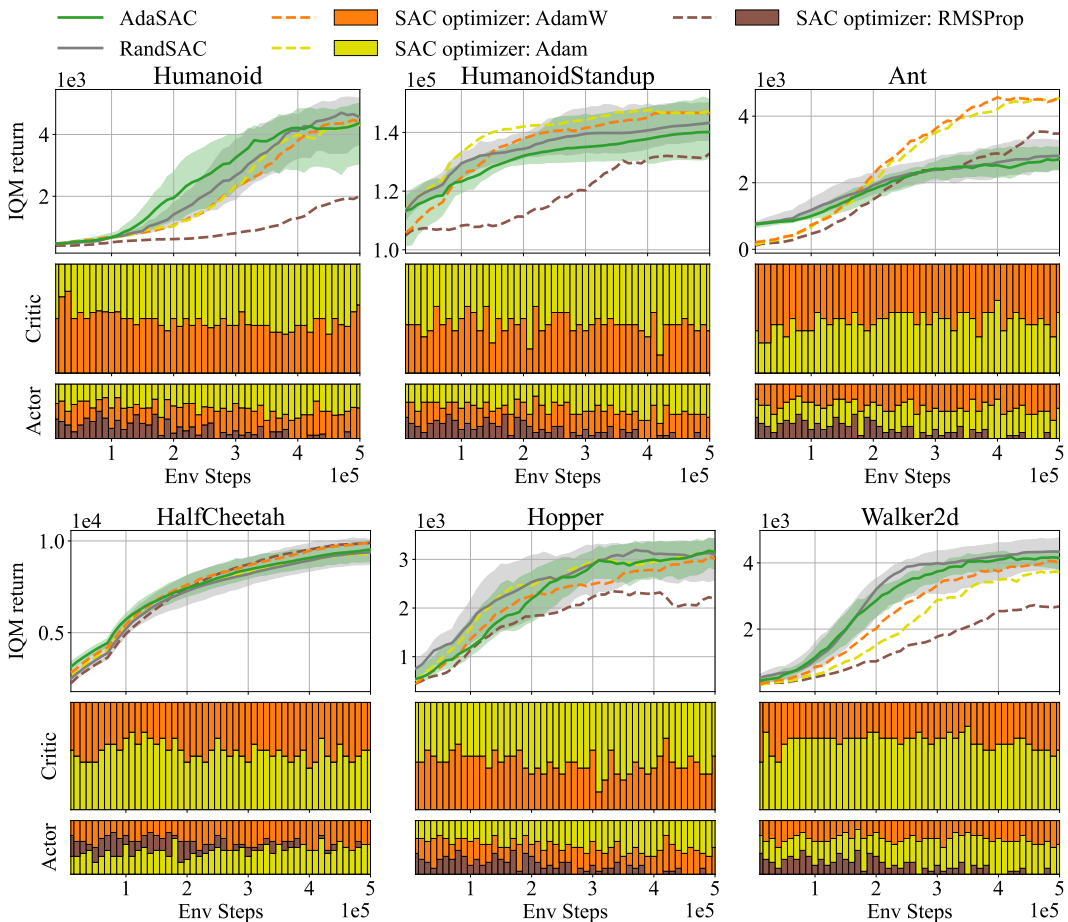 AdaSAC
SAC optimizer: AdamW
SAC optimizer: RMSProp
RandSAC
SAC optimizer: Adam
1e3
Humanoid
1e5
HumanoidStandup
1e3
Ant
IQM return
4
2
1.4
1.2
1.0
4
2
0
Critic
Actor
1 2 3 4 5
1 2 3 4 5
1 2 3 4 5
Env Steps
1e5
Env Steps
1e5
Env Steps
1e5
1e4
HalfCheetah
1e3
Hopper
1e3
Walker2d
IQM return
1.0
0.5
3
2
1
4
2
Critic
Actor
1 2 3 4 5
1 2 3 4 5
1 2 3 4 5
Env Steps
1e5
Env Steps
1e5
Env Steps
1e5